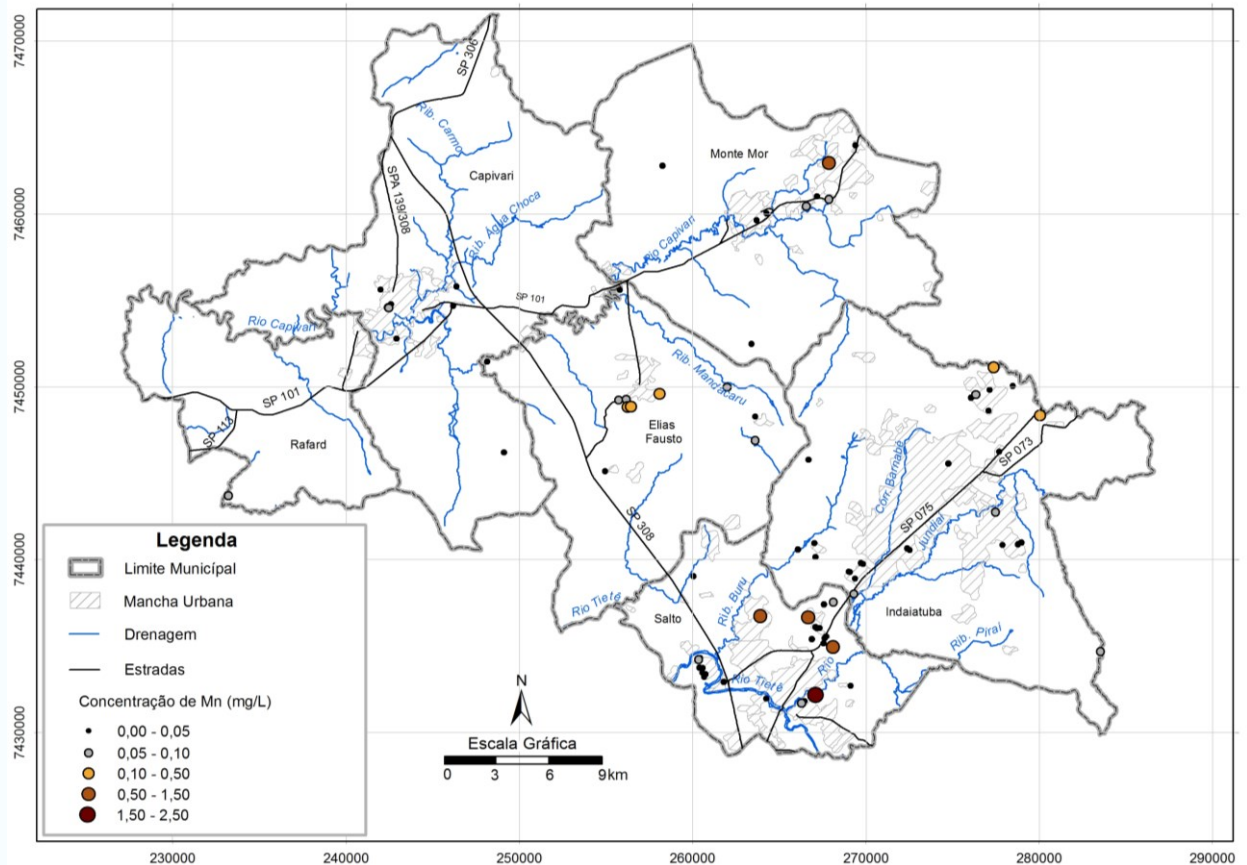 7470000
7460000
7450000
7440000
7430000
SP 306
Rib. Carmo
SPA 139/308
Capivari
Rib. Água Choca
Monte Mor
Rio Capivari
SP 101
Rio Capivari
SP 101
SP 113
Rafard
Rib. Mandacaru
Elias
Fausto
SP 308
Córr. Barnabé
SP 073
SP 075
Jundiaí
Indaiatuba
Rib. Piraí
Rib. Buru
Rio Tietê
Salto
Rio Tietê
Rio
Legenda
Limite Municípal
Mancha Urbana
Drenagem
Estradas
Concentração de Mn (mg/L)
0,00 - 0,05
0,05 - 0,10
0,10 - 0,50
0,50 - 1,50
1,50 - 2,50
N
Escala Gráfica
0 3 6 9km
230000 240000 250000 260000 270000 280000 290000